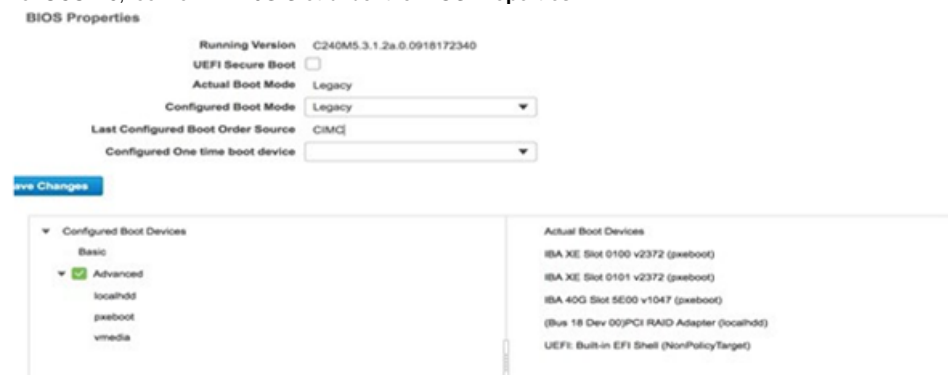 BIOS Properties
Running Version C240M5.3.1.2a.0.0918172340
UEFI Secure Boot
Actual Boot Mode Legacy
Configured Boot Mode Legacy
Last Configured Boot Order Source CIMC
Configured One time boot device
ave Changes
Configured Boot Devices
Basic
Advanced
localhdd
pxeboot
vmedia
Actual Boot Devices
IBA XE Slot 0100 v2372 (pxeboot)
IBA XE Slot 0101 v2372 (pxeboot)
IBA 40G Slot 5E00 v1047 (pxeboot)
(Bus 18 Dev 00)PCI RAID Adapter (localhdd)
UEFI: Built-in EFI Shell (NonPolicyTarget)